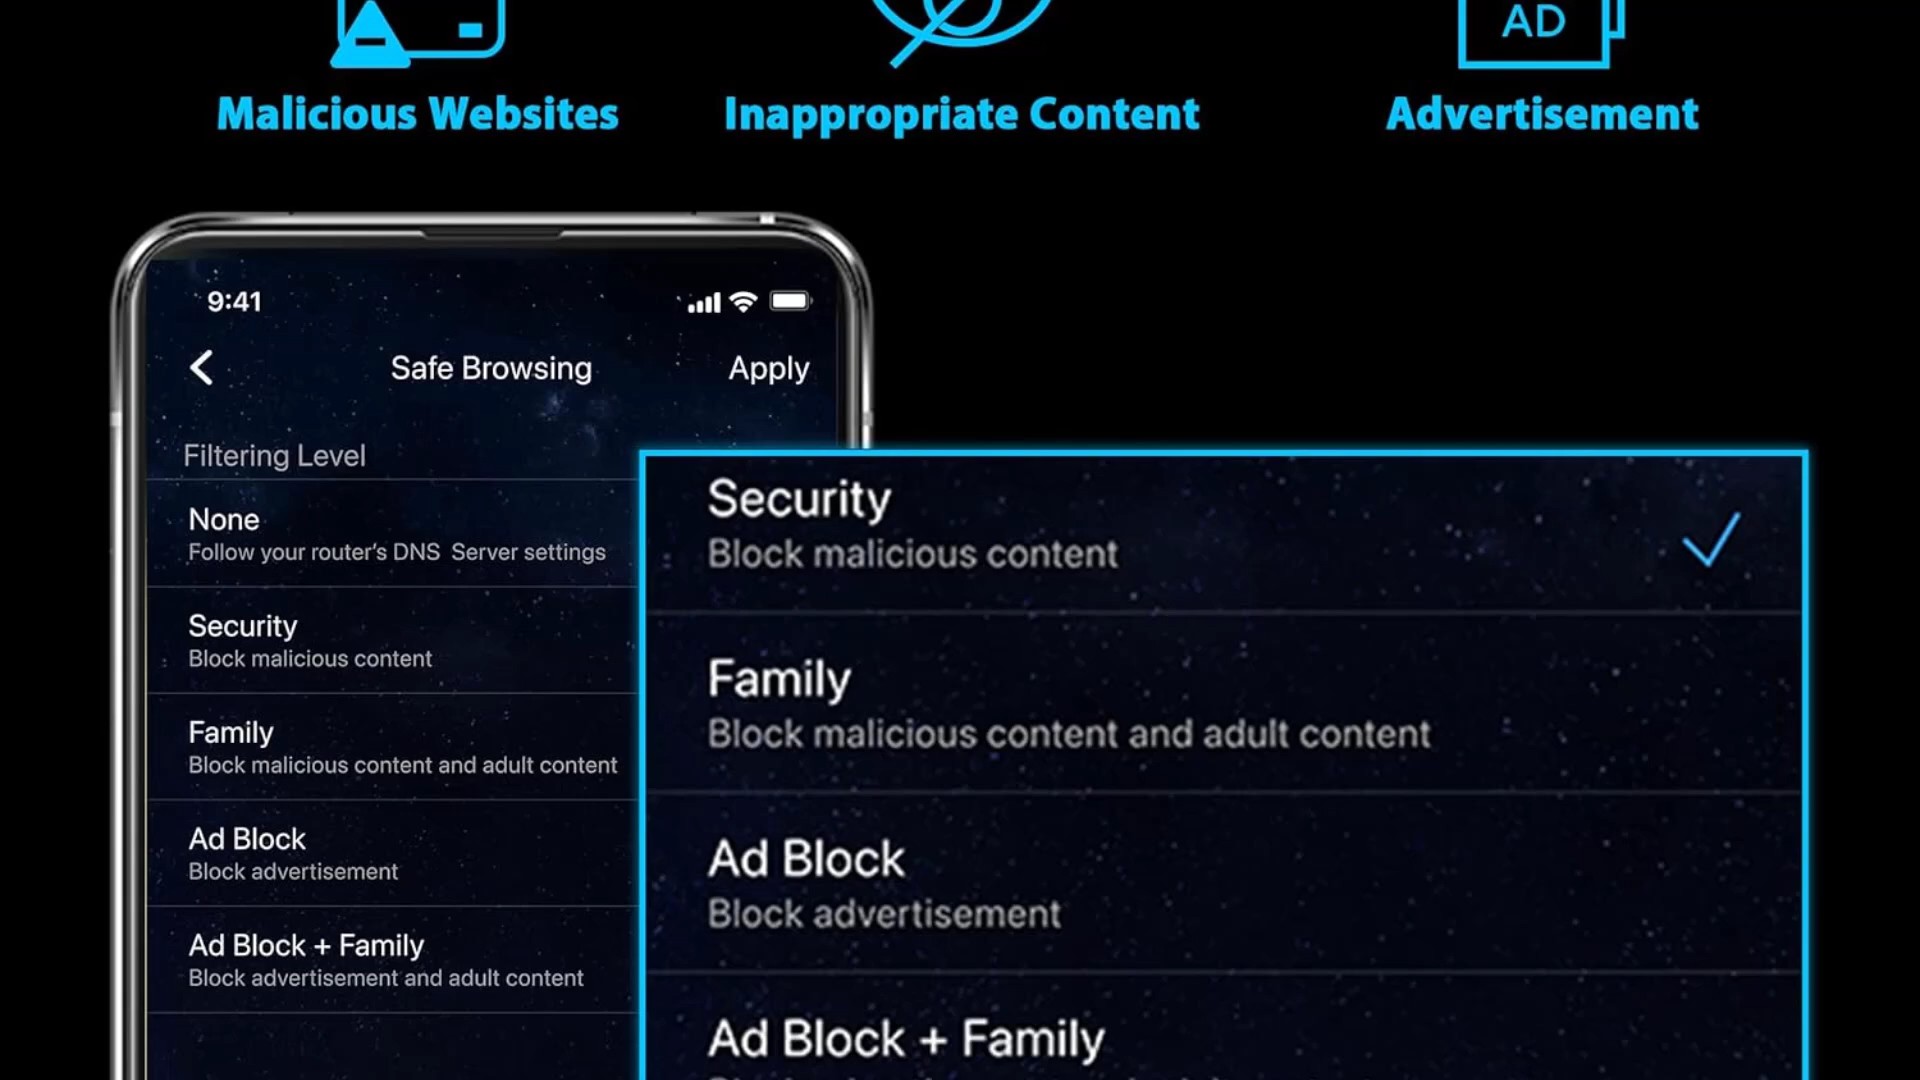 AD
Malicious Websites
Inappropriate Content
Advertisement
9:41
Safe Browsing
Apply
Filtering Level
None
Follow your router's DNS Server settings
Security
Block malicious content
Family
Block malicious content and adult content
Ad Block
Block advertisement
Ad Block + Family
Block advertisement and adult content
Security
Block malicious content
Family
Block malicious content and adult content
Ad Block
Block advertisement
Ad Block + Family